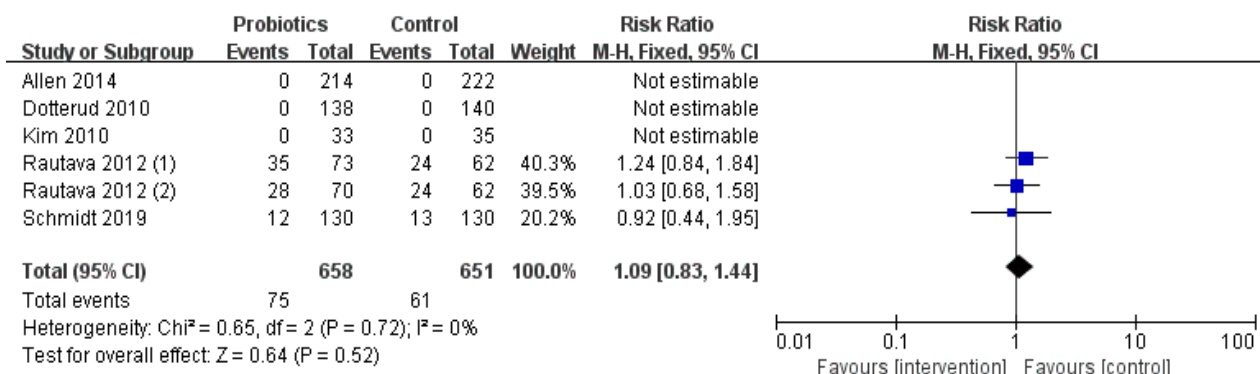 Probiotics Control Risk Ratio Risk Ratio
Study or Subgroup Events Total Events Total Weight M-H, Fixed, 95% CI M-H, Fixed, 95% CI
Allen 2014 0 214 0 222 Not estimable
Dotterud 2010 0 138 0 140 Not estimable
Kim 2010 0 33 0 35 Not estimable
Rautava 2012 (1) 35 73 24 62 40.3% 1.24 [0.84, 1.84]
Rautava 2012 (2) 28 70 24 62 39.5% 1.03 [0.68, 1.58]
Schmidt 2019 12 130 13 130 20.2% 0.92 [0.44, 1.95]
Total (95% CI) 658 651 100.0% 1.09 [0.83, 1.44]
Total events 75 61
Heterogeneity: Chi² = 0.65, df = 2 (P = 0.72); I² = 0%
Test for overall effect: Z = 0.64 (P = 0.52)
0.01 0.1 1 10 100
Favours [intervention] Favours [control]